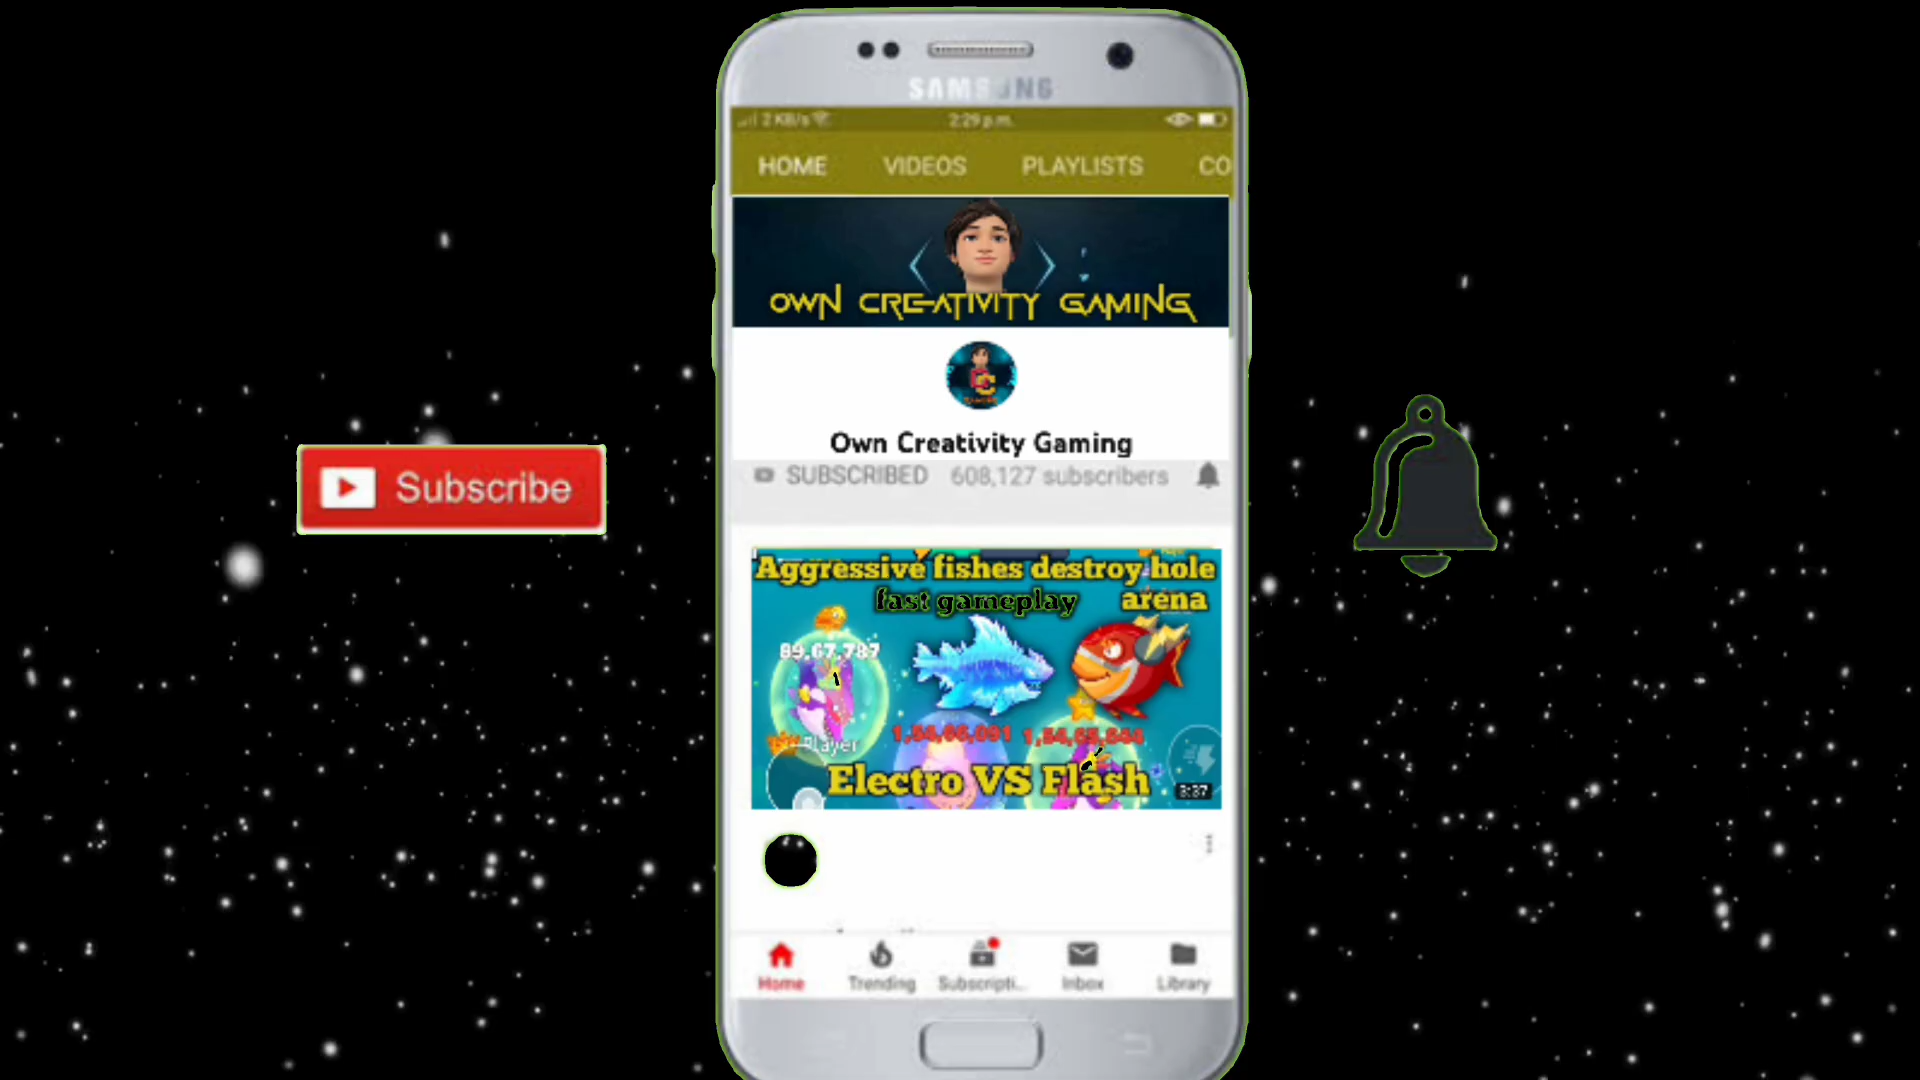 SAMSUNG
2 KB/s 2:29 p.m.
HOME VIDEOS PLAYLISTS CO
OWN CREATIVITY GAMING
Own Creativity Gaming
SUBSCRIBED 608,127 subscribers
Subscribe
Aggressive fishes destroy hole
fast gameplay arena
89,67,787
Player
Electro VS Flash
3:37
Home Trending Subscripti... Inbox Library